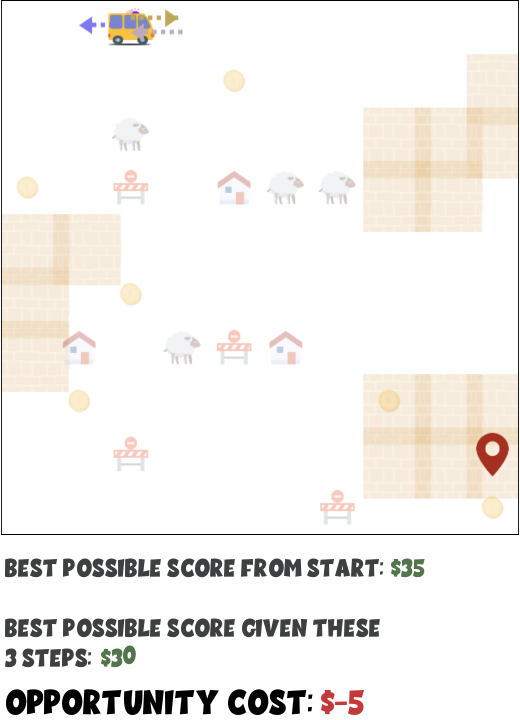 BEST POSSIBLE SCORE FROM START: $35
BEST POSSIBLE SCORE GIVEN THESE
3 STEPS: $30
OPPORTUNITY COST: $-5